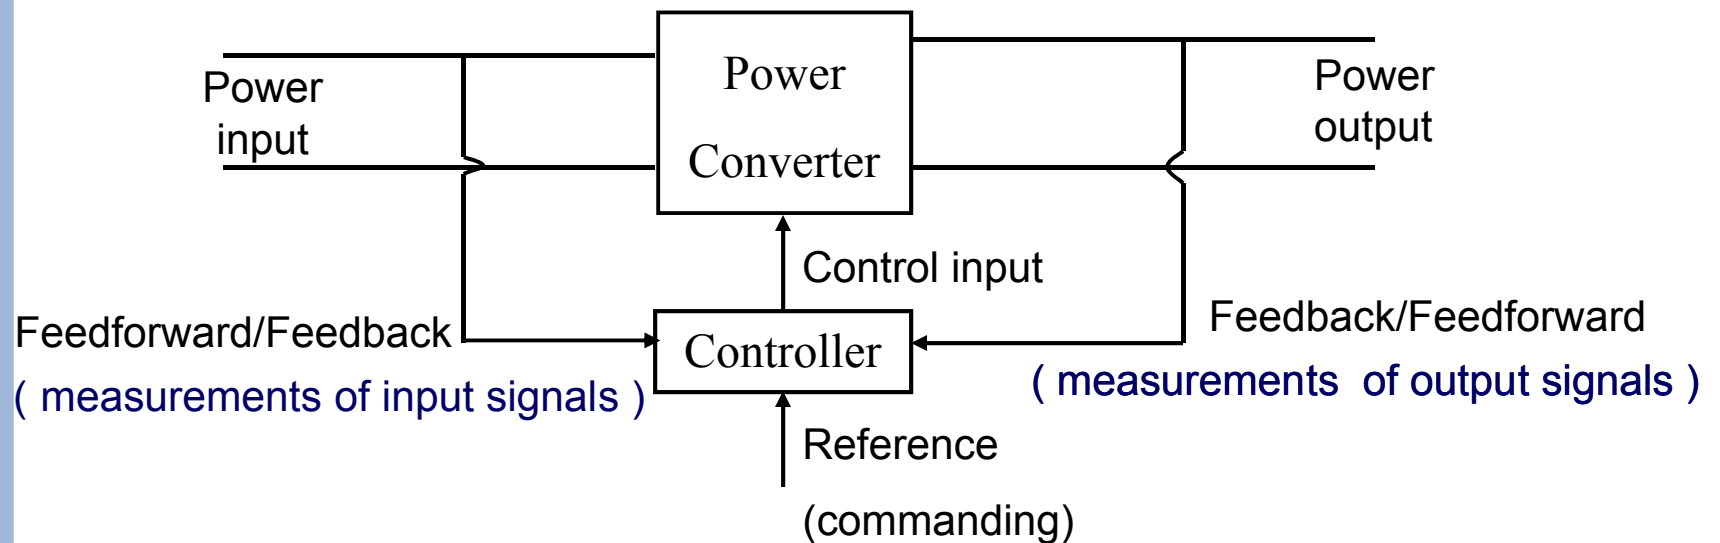 Power
Converter
Power
input
Power
output
Control input
Feedforward/Feedback
( measurements of input signals )
Controller
Feedback/Feedforward
( measurements of output signals )
Reference
(commanding)